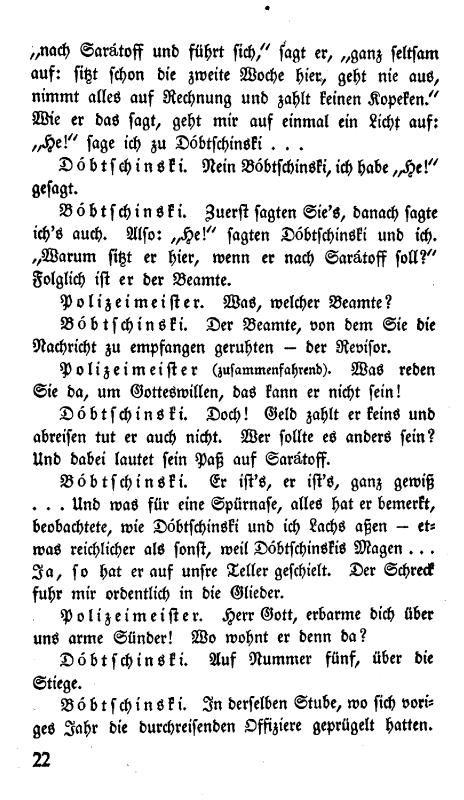 „nach Sarátoff und führt sich,“ sagt er, „ganz seltsam
auf: sitzt schon die zweite Woche hier, geht nie aus,
nimmt alles auf Rechnung und zahlt keinen Kopeken.“
Wie er das sagt, geht mir auf einmal ein Licht auf:
„He!“ sage ich zu Dóbtschinski . . .
Dóbtschinski. Nein Bóbtschinski, ich habe „He!“
gesagt.
Bóbtschinski. Zuerst sagten Sie's, danach sagte
ich's auch. Also: „He!“ sagten Dóbtschinski und ich.
„Warum sitzt er hier, wenn er nach Sarátoff soll?“
Folglich ist er der Beamte.
Polizeimeister. Was, welcher Beamte?
Bóbtschinski. Der Beamte, von dem Sie die
Nachricht zu empfangen geruhten — der Revisor.
Polizeimeister (zusammenfahrend). Was reden
Sie da, um Gotteswillen, das kann er nicht sein!
Dóbtschinski. Doch! Geld zahlt er keins und
abreisen tut er auch nicht. Wer sollte es anders sein?
Und dabei lautet sein Paß auf Sarátoff.
Bóbtschinski. Er ist's, er ist's, ganz gewiß
. . . Und was für eine Spürnase, alles hat er bemerkt,
beobachtete, wie Dóbtschinski und ich Lachs aßen — et-
was reichlicher als sonst, weil Dóbtschinskis Magen . . .
Ja, so hat er auf unsre Teller geschielt. Der Schreck
fuhr mir ordentlich in die Glieder.
Polizeimeister. Herr Gott, erbarme dich über
uns arme Sünder! Wo wohnt er denn da?
Dóbtschinski. Auf Nummer fünf, über die
Stiege.
Bóbtschinski. In derselben Stube, wo sich vori-
ges Jahr die durchreisenden Offiziere geprügelt hatten.
22